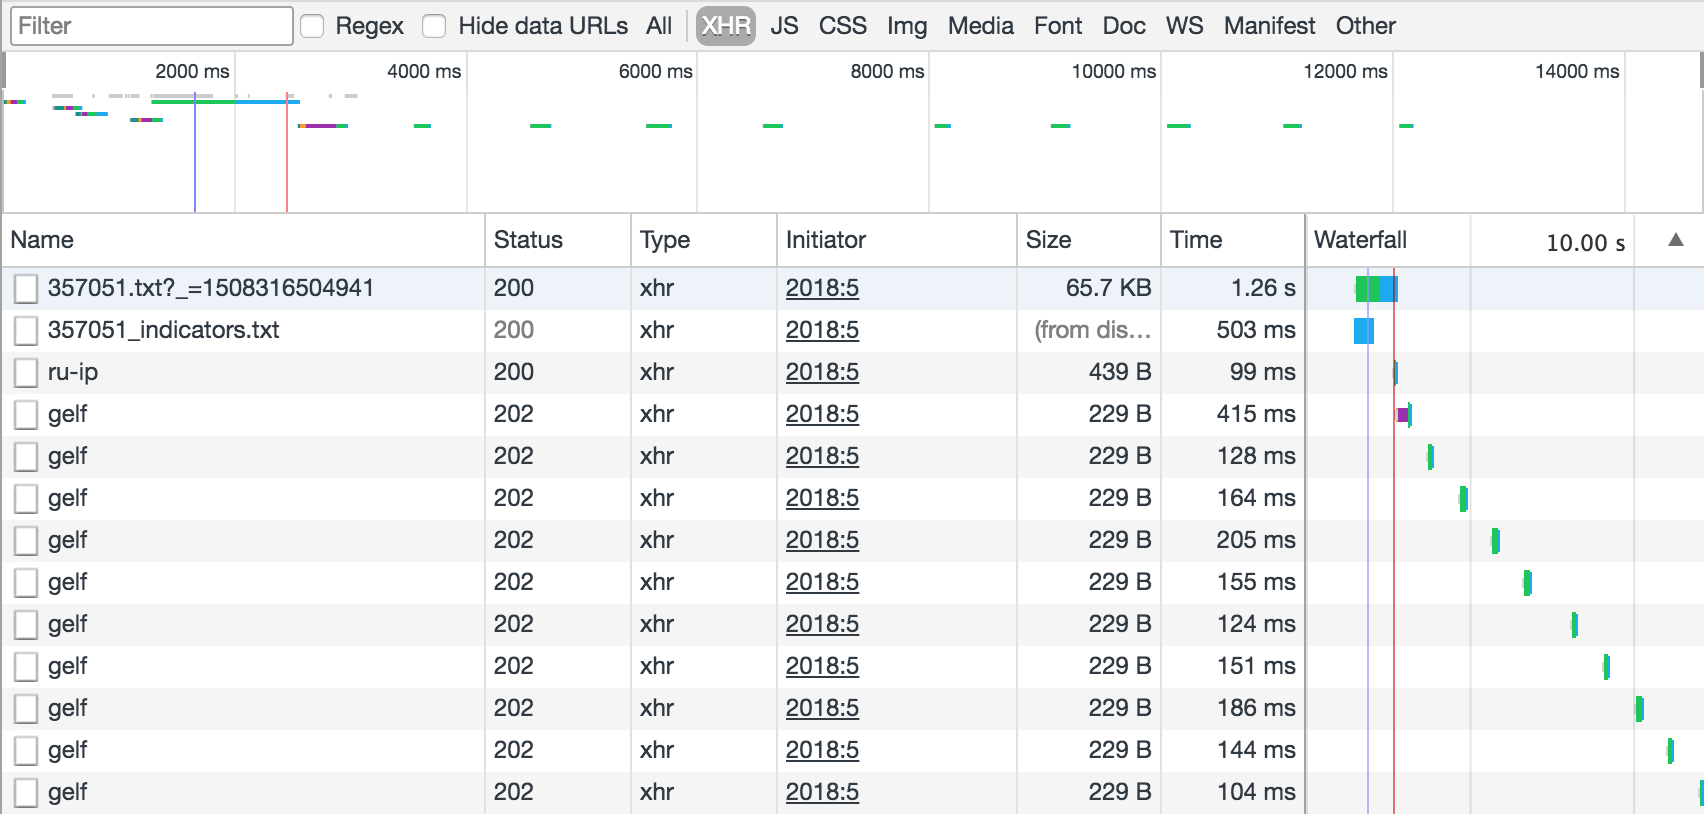 Filter Regex Hide data URLs All XHR JS CSS Img Media Font Doc WS Manifest Other
2000 ms 4000 ms 6000 ms 8000 ms 10000 ms 12000 ms 14000 ms
Name Status Type Initiator Size Time Waterfall 10.00 s ▲
357051.txt?_=1508316504941 200 xhr 2018:5 65.7 KB 1.26 s
357051_indicators.txt 200 xhr 2018:5 (from dis... 503 ms
ru-ip 200 xhr 2018:5 439 B 99 ms
gelf 202 xhr 2018:5 229 B 415 ms
gelf 202 xhr 2018:5 229 B 128 ms
gelf 202 xhr 2018:5 229 B 164 ms
gelf 202 xhr 2018:5 229 B 205 ms
gelf 202 xhr 2018:5 229 B 155 ms
gelf 202 xhr 2018:5 229 B 124 ms
gelf 202 xhr 2018:5 229 B 151 ms
gelf 202 xhr 2018:5 229 B 186 ms
gelf 202 xhr 2018:5 229 B 144 ms
gelf 202 xhr 2018:5 229 B 104 ms